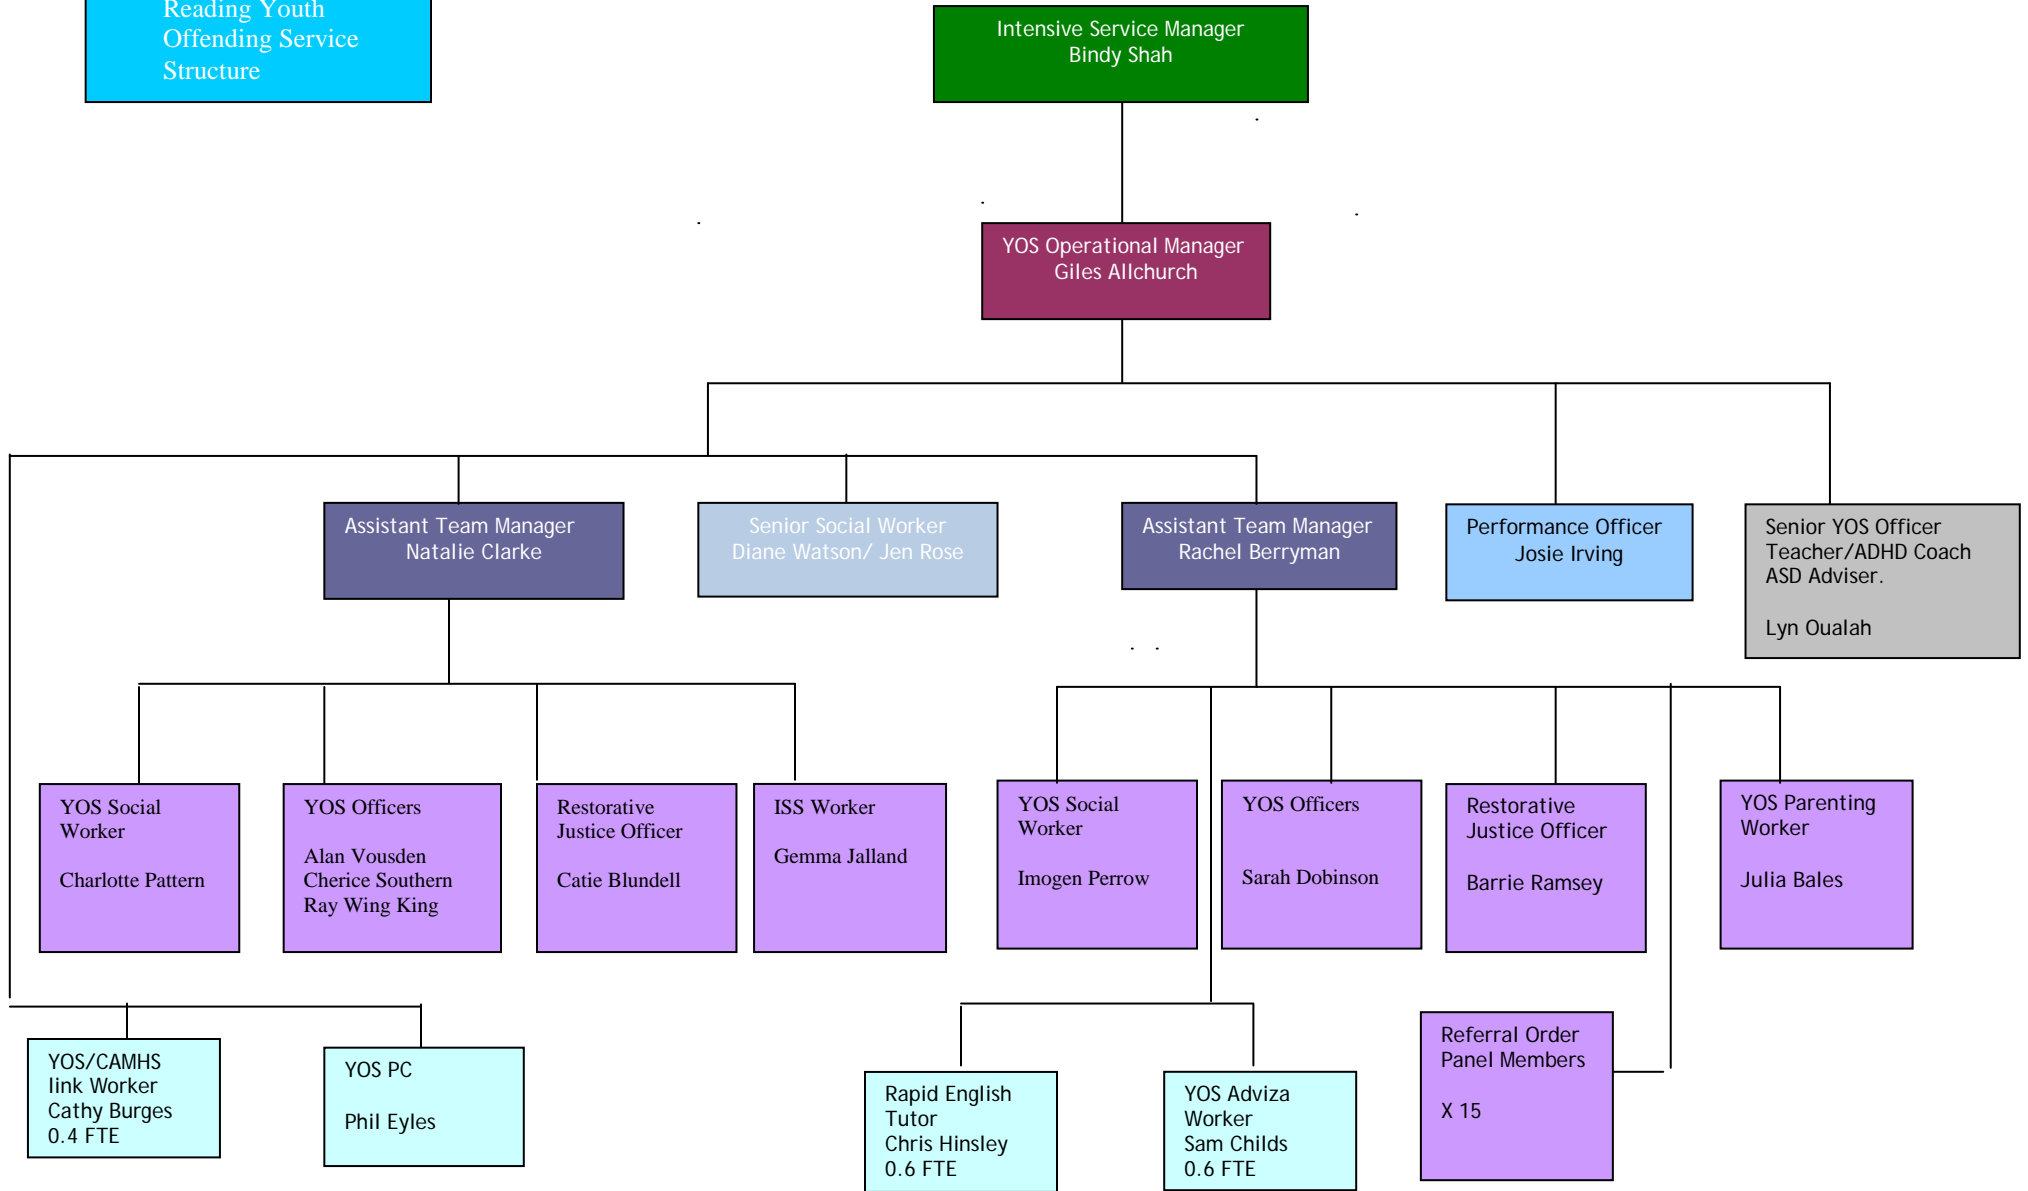 Reading Youth
Offending Service
Structure
Intensive Service Manager
Bindy Shah
YOS Operational Manager
Giles Allchurch
Assistant Team Manager
Natalie Clarke
Senior Social Worker
Diane Watson/ Jen Rose
Assistant Team Manager
Rachel Berryman
Performance Officer
Josie Irving
Senior YOS Officer
Teacher/ADHD Coach
ASD Adviser.
Lyn Oualah
YOS Social
Worker
Charlotte Pattern
YOS Officers
Alan Vousden
Cherice Southern
Ray Wing King
Restorative
Justice Officer
Catie Blundell
ISS Worker
Gemma Jalland
YOS Social
Worker
Imogen Perrow
YOS Officers
Sarah Dobinson
Restorative
Justice Officer
Barrie Ramsey
YOS Parenting
Worker
Julia Bales
YOS/CAMHS
link Worker
Cathy Burges
0.4 FTE
YOS PC
Phil Eyles
Rapid English
Tutor
Chris Hinsley
0.6 FTE
YOS Adviza
Worker
Sam Childs
0.6 FTE
Referral Order
Panel Members
X 15